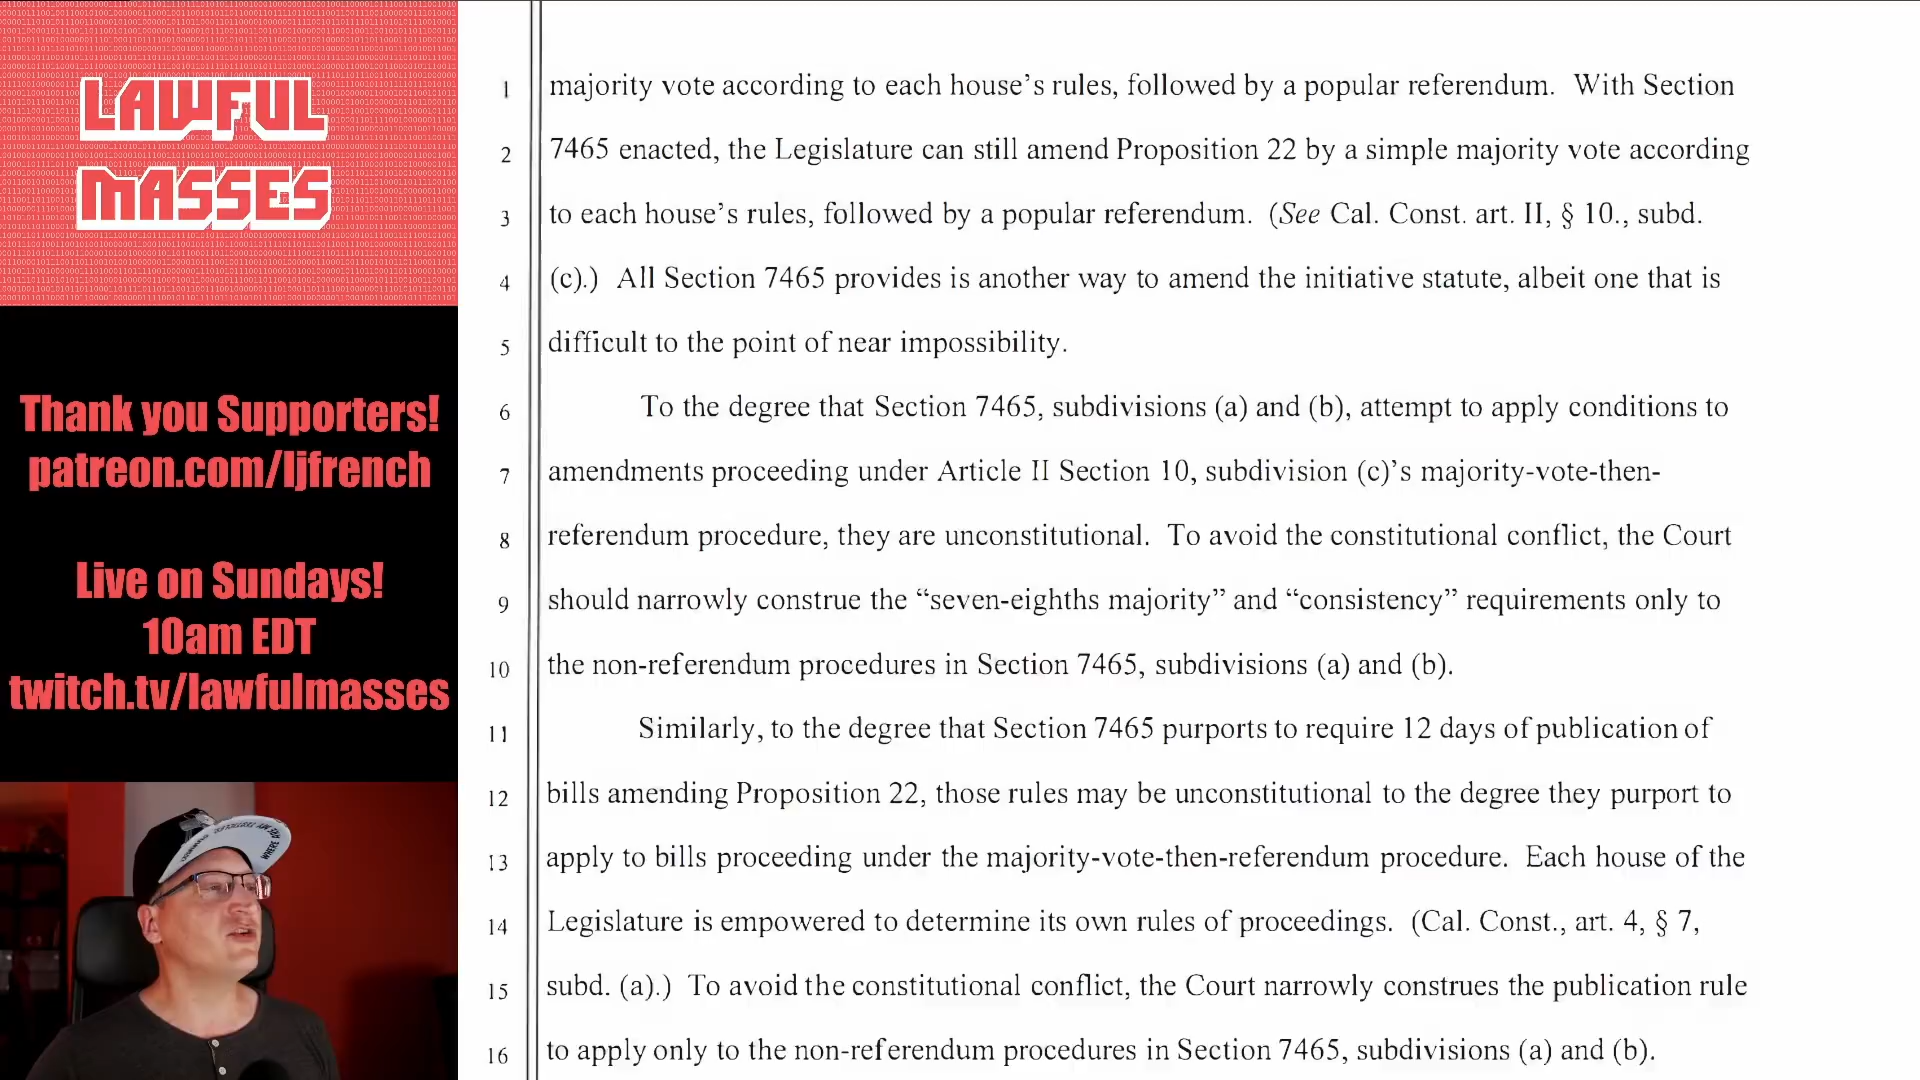 LAWFUL
MASSES
Thank you Supporters!
patreon.com/ljfrench
Live on Sundays!
10am EDT
twitch.tv/lawfulmasses
1 majority vote according to each house’s rules, followed by a popular referendum. With Section
2 7465 enacted, the Legislature can still amend Proposition 22 by a simple majority vote according
3 to each house’s rules, followed by a popular referendum. (See Cal. Const. art. II, § 10., subd.
4 (c).) All Section 7465 provides is another way to amend the initiative statute, albeit one that is
5 difficult to the point of near impossibility.
6 To the degree that Section 7465, subdivisions (a) and (b), attempt to apply conditions to
7 amendments proceeding under Article II Section 10, subdivision (c)’s majority-vote-then-
8 referendum procedure, they are unconstitutional. To avoid the constitutional conflict, the Court
9 should narrowly construe the “seven-eighths majority” and “consistency” requirements only to
10 the non-referendum procedures in Section 7465, subdivisions (a) and (b).
11 Similarly, to the degree that Section 7465 purports to require 12 days of publication of
12 bills amending Proposition 22, those rules may be unconstitutional to the degree they purport to
13 apply to bills proceeding under the majority-vote-then-referendum procedure. Each house of the
14 Legislature is empowered to determine its own rules of proceedings. (Cal. Const., art. 4, § 7,
15 subd. (a).) To avoid the constitutional conflict, the Court narrowly construes the publication rule
16 to apply only to the non-referendum procedures in Section 7465, subdivisions (a) and (b).